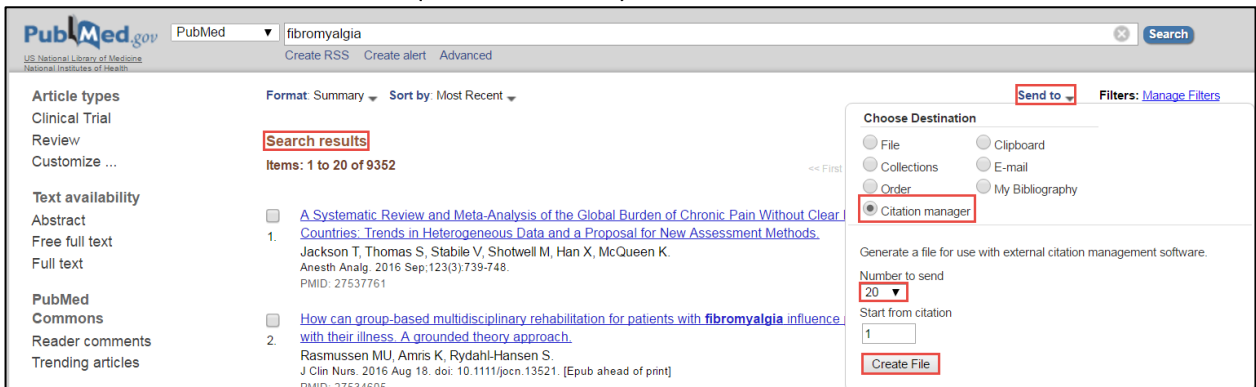 PubMed.gov
US National Library of Medicine
National Institutes of Health
PubMed
fibromyalgia
Search
Create RSS Create alert Advanced
Article types
Clinical Trial
Review
Customize ...
Text availability
Abstract
Free full text
Full text
PubMed
Commons
Reader comments
Trending articles
Format: Summary Sort by: Most Recent
Send to
Filters: Manage Filters
Search results
Items: 1 to 20 of 9352
<< First
1.
A Systematic Review and Meta-Analysis of the Global Burden of Chronic Pain Without Clear
Countries: Trends in Heterogeneous Data and a Proposal for New Assessment Methods.
Jackson T, Thomas S, Stabile V, Shotwell M, Han X, McQueen K.
Anesth Analg. 2016 Sep;123(3):739-748.
PMID: 27537761
2.
How can group-based multidisciplinary rehabilitation for patients with fibromyalgia influence
with their illness. A grounded theory approach.
Rasmussen MU, Amris K, Rydahl-Hansen S.
J Clin Nurs. 2016 Aug 18. doi: 10.1111/jocn.13521. [Epub ahead of print]
PMID: 27534695
Choose Destination
File Clipboard
Collections E-mail
Order My Bibliography
Citation manager
Generate a file for use with external citation management software.
Number to send
20
Start from citation
1
Create File